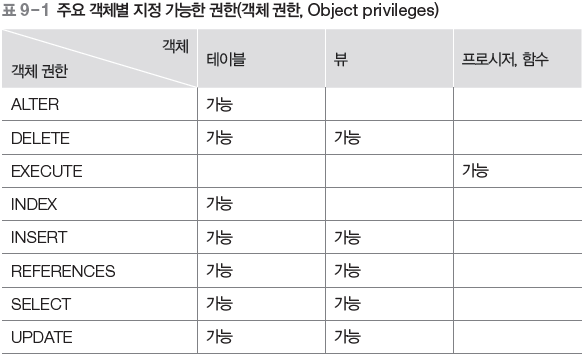 표 9-1 주요 객체별 지정 가능한 권한(객체 권한, Object privileges)
객체
객체 권한 테이블 뷰 프로시저, 함수
ALTER 가능
DELETE 가능 가능
EXECUTE 가능
INDEX 가능
INSERT 가능 가능
REFERENCES 가능 가능
SELECT 가능 가능
UPDATE 가능 가능